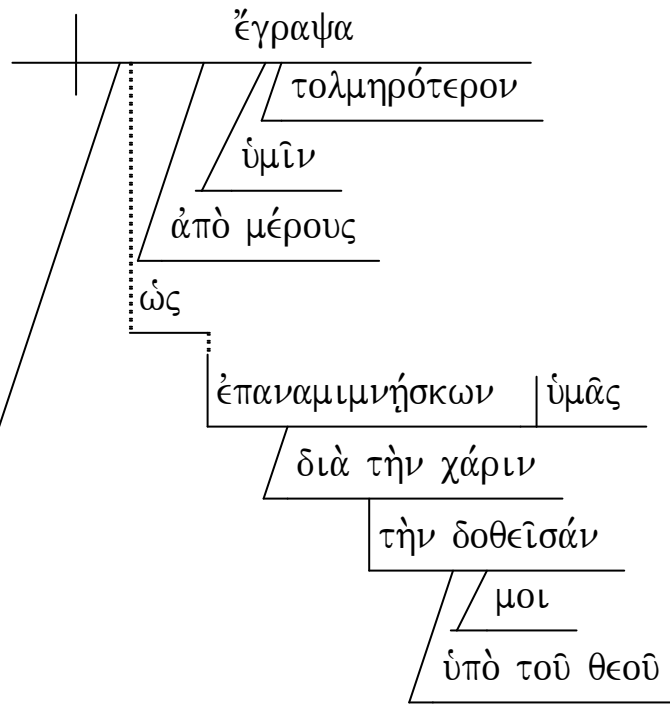 ἔγραψα
τολμηρότερον
ὑμῖν
ἀπὸ μέρους
ὡς
ἐπαναμιμνῄσκων ὑμᾶς
διὰ τὴν χάριν
τὴν δοθεῖσάν
μοι
ὑπὸ τοῦ θεοῦ